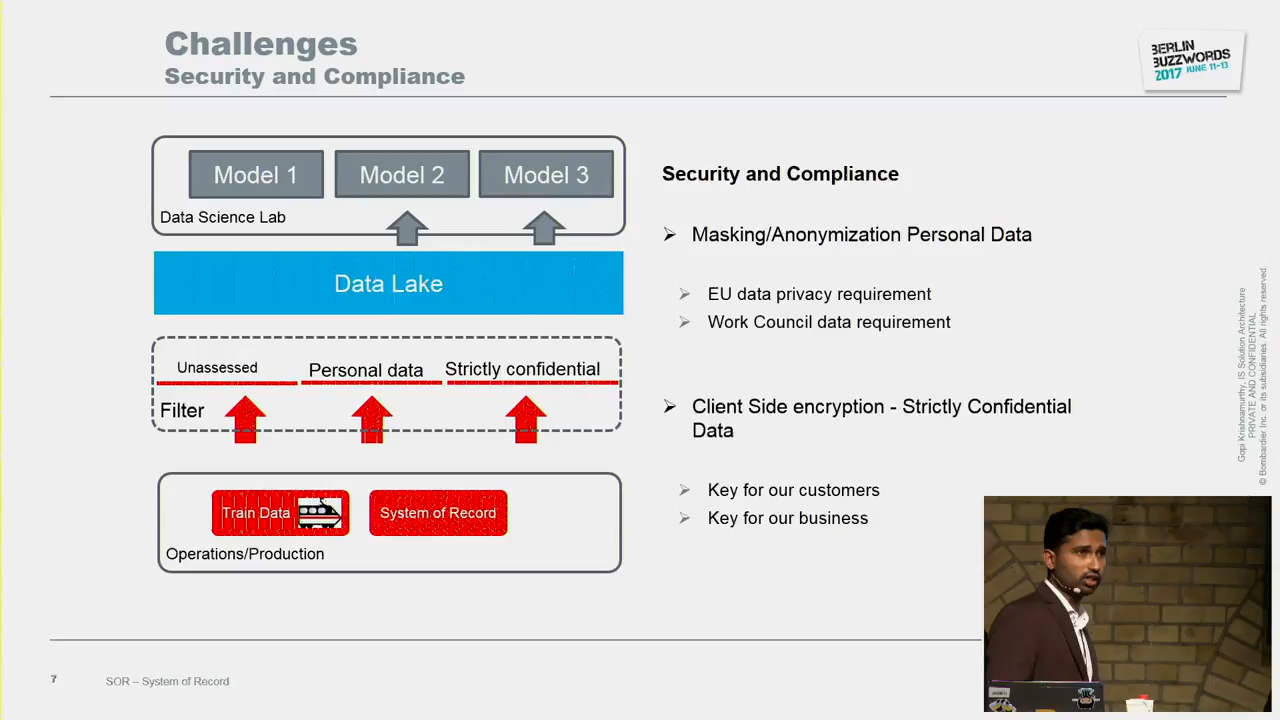 Challenges
Security and Compliance
BERLIN
BUZZWORDS
2017 JUNE 11-13
Model 1
Model 2
Model 3
Data Science Lab
Data Lake
Unassessed
Personal data
Strictly confidential
Filter
Train Data
System of Record
Operations/Production
Security and Compliance
Masking/Anonymization Personal Data
EU data privacy requirement
Work Council data requirement
Client Side encryption - Strictly Confidential
Data
Key for our customers
Key for our business
Gopi Krishnamurthy, IS Solution Architecture
PRIVATE AND CONFIDENTIAL
© Bombardier Inc. or its subsidiaries. All rights reserved.
7
SOR – System of Record